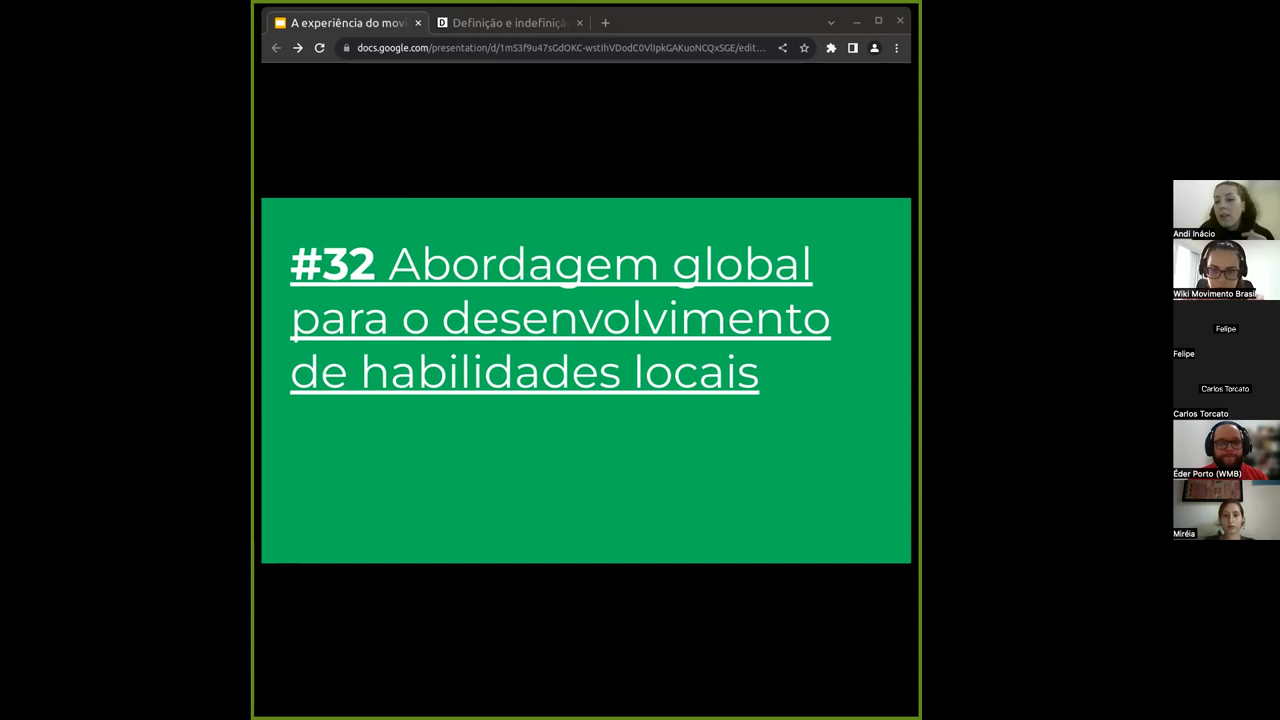 A experiência do movi
Definição e indefiniçã
docs.google.com/presentation/d/1mS3f9u47sGdOKC-wstIhVDodC0VlIpkGAKuoNCQxSGE/edit...
#32 Abordagem global
para o desenvolvimento
de habilidades locais
Andi Inácio
Wiki Movimento Brasil
Felipe
Felipe
Carlos Torcato
Carlos Torcato
Éder Porto (WMB)
Miréia